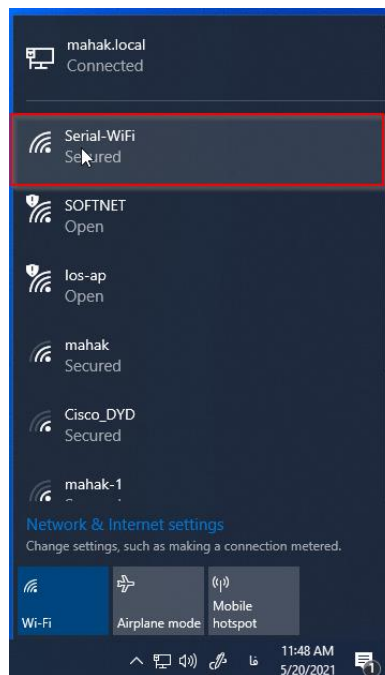 mahak.local
Connected
Serial-WiFi
Secured
SOFTNET
Open
Ios-ap
Open
mahak
Secured
Cisco_DYD
Secured
mahak-1
Network & Internet settings
Change settings, such as making a connection metered.
Wi-Fi
Airplane mode
Mobile
hotspot
فا
11:48 AM
5/20/2021
1